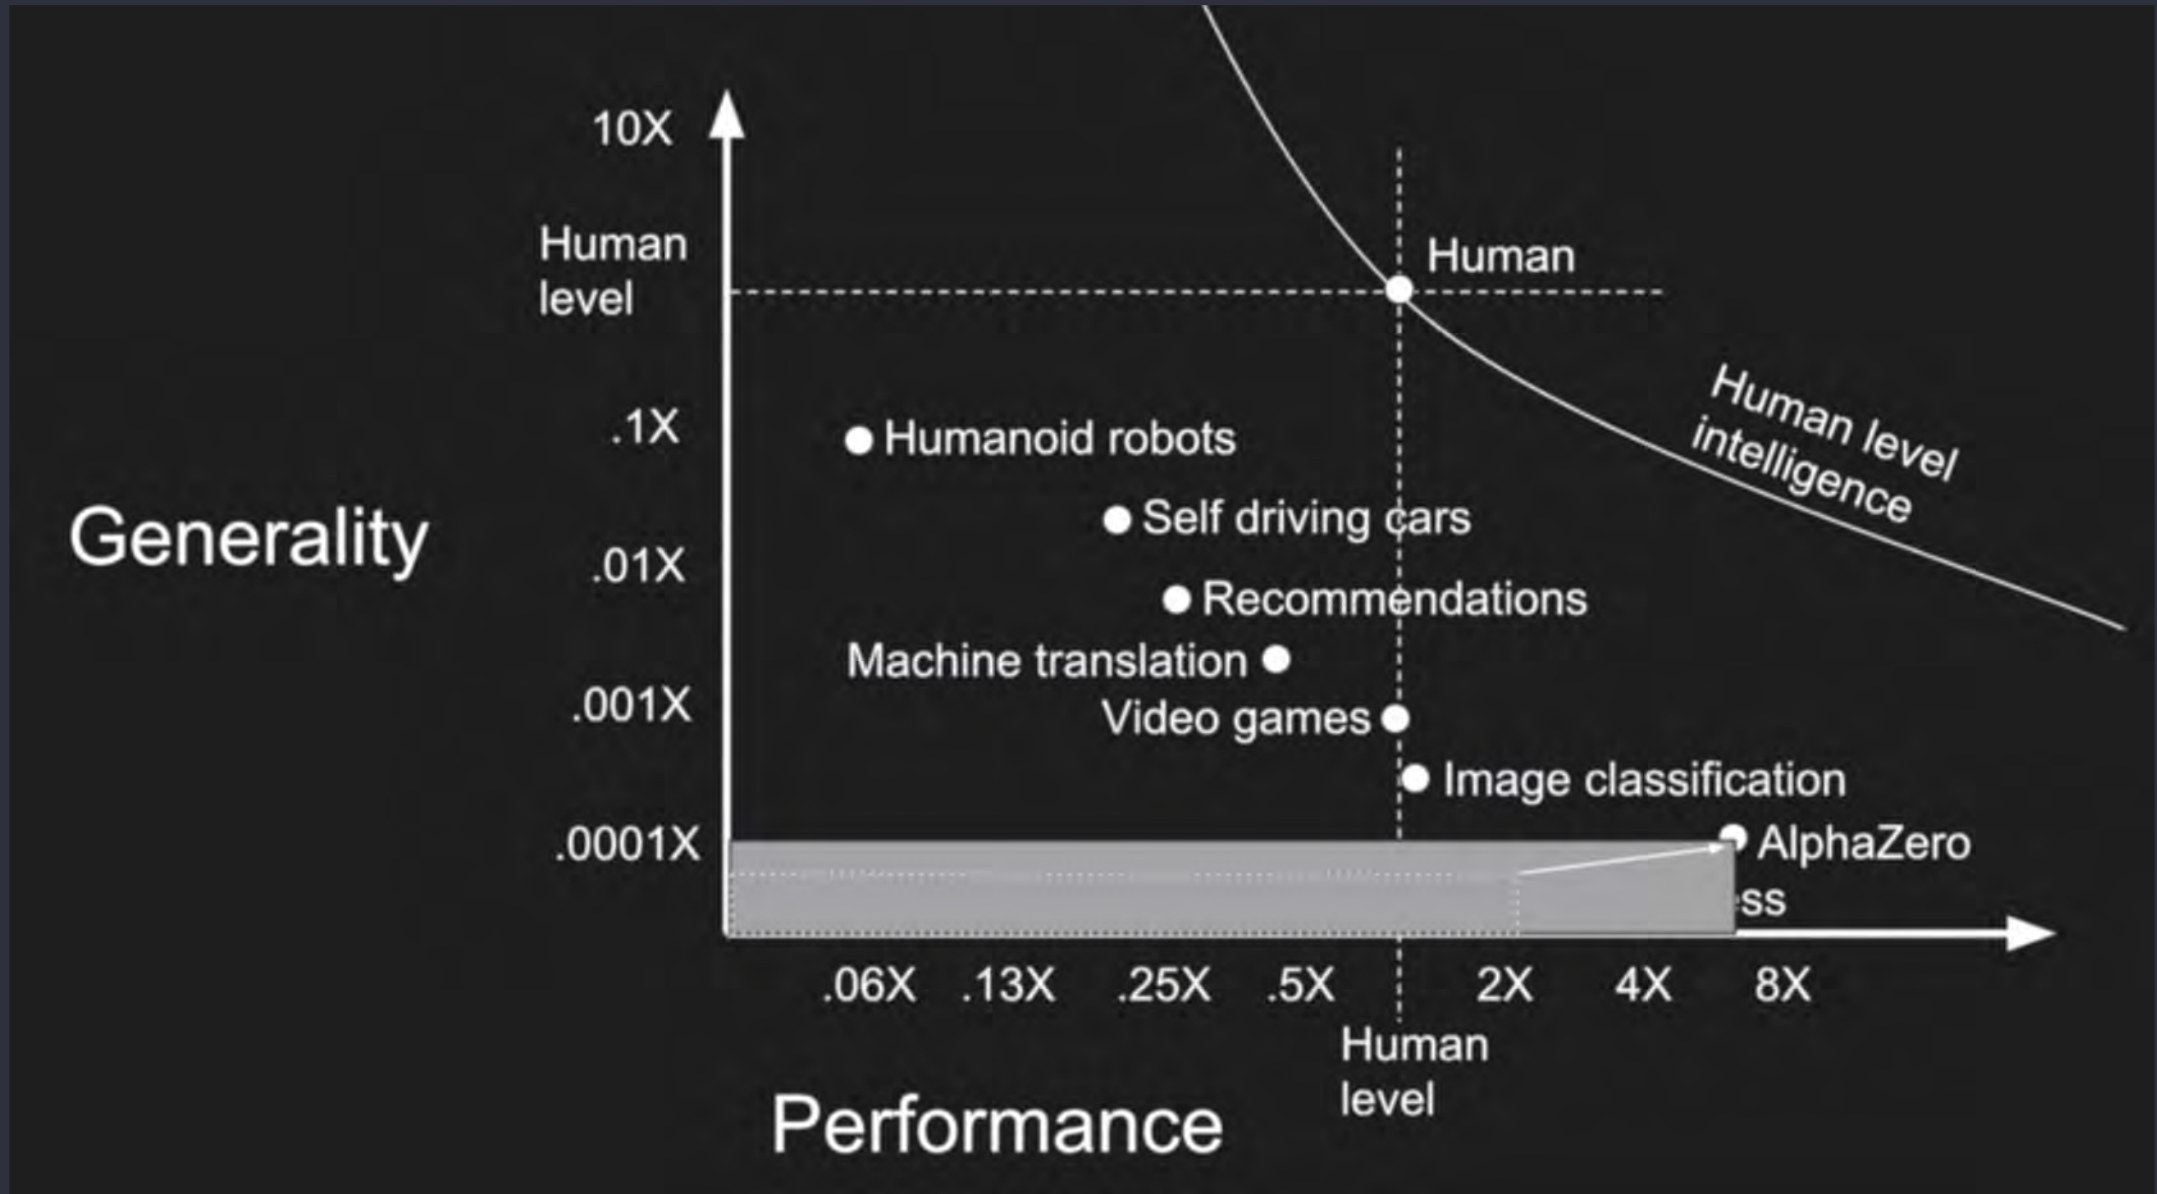 10X
Human
level
Human
.1X
Humanoid robots
Human level
intelligence
Generality
Self driving cars
.01X
Recommendations
Machine translation
.001X
Video games
Image classification
.0001X
AlphaZero
ss
.06X .13X .25X .5X 2X 4X 8X
Human
level
Performance